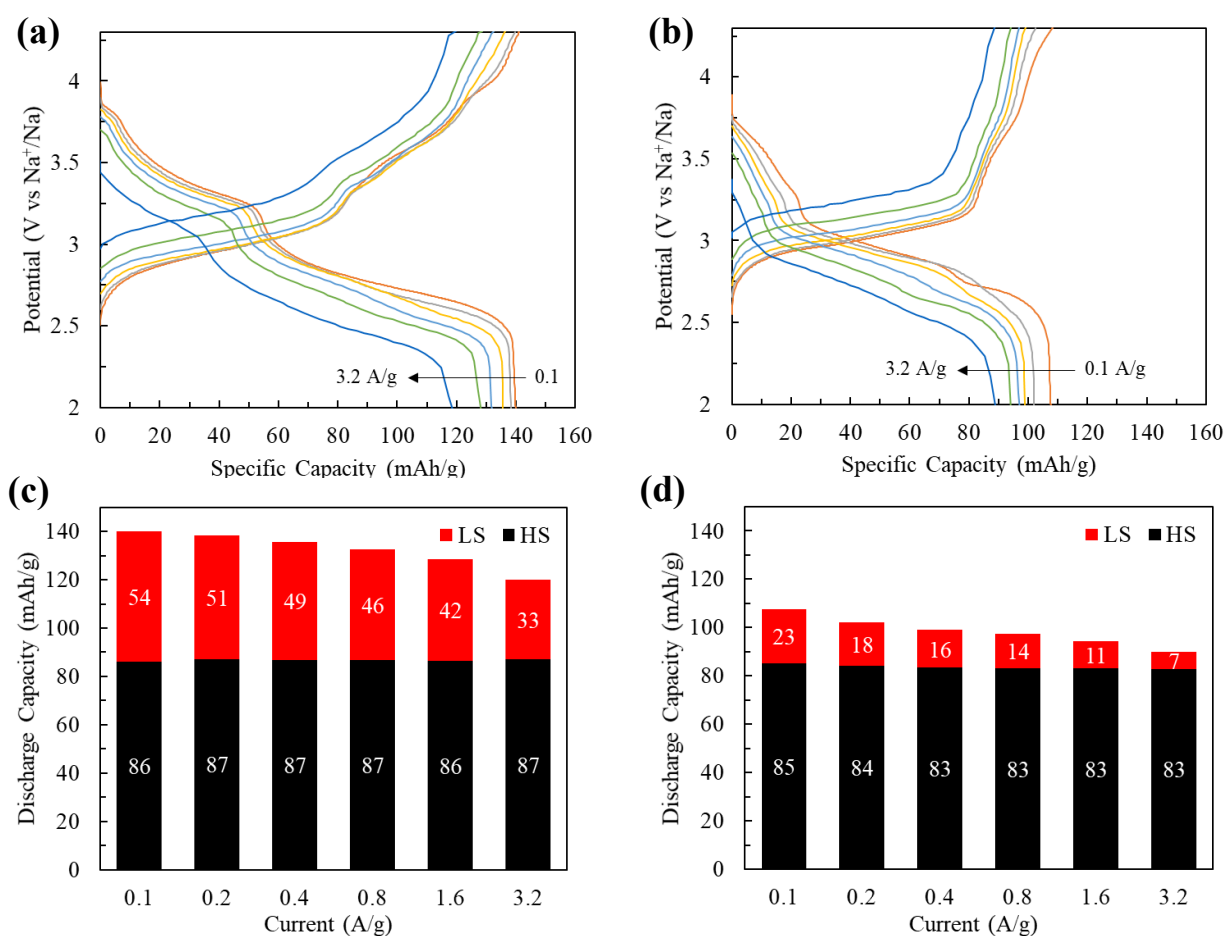 (a)
Potential (V vs Na⁺/Na)
4
3.5
3
2.5
2
3.2 A/g
0.1
0 20 40 60 80 100 120 140 160
Specific Capacity (mAh/g)
(b)
Potential (V vs Na⁺/Na)
4
3.5
3
2.5
2
3.2 A/g
0.1 A/g
0 20 40 60 80 100 120 140 160
Specific Capacity (mAh/g)
(c)
Discharge Capacity (mAh/g)
140
120
100
80
60
40
20
0
LS HS
54 51 49 46 42 33
86 87 87 87 86 87
0.1 0.2 0.4 0.8 1.6 3.2
Current (A/g)
(d)
Discharge Capacity (mAh/g)
140
120
100
80
60
40
20
0
LS HS
23 18 16 14 11 7
85 84 83 83 83 83
0.1 0.2 0.4 0.8 1.6 3.2
Current (A/g)